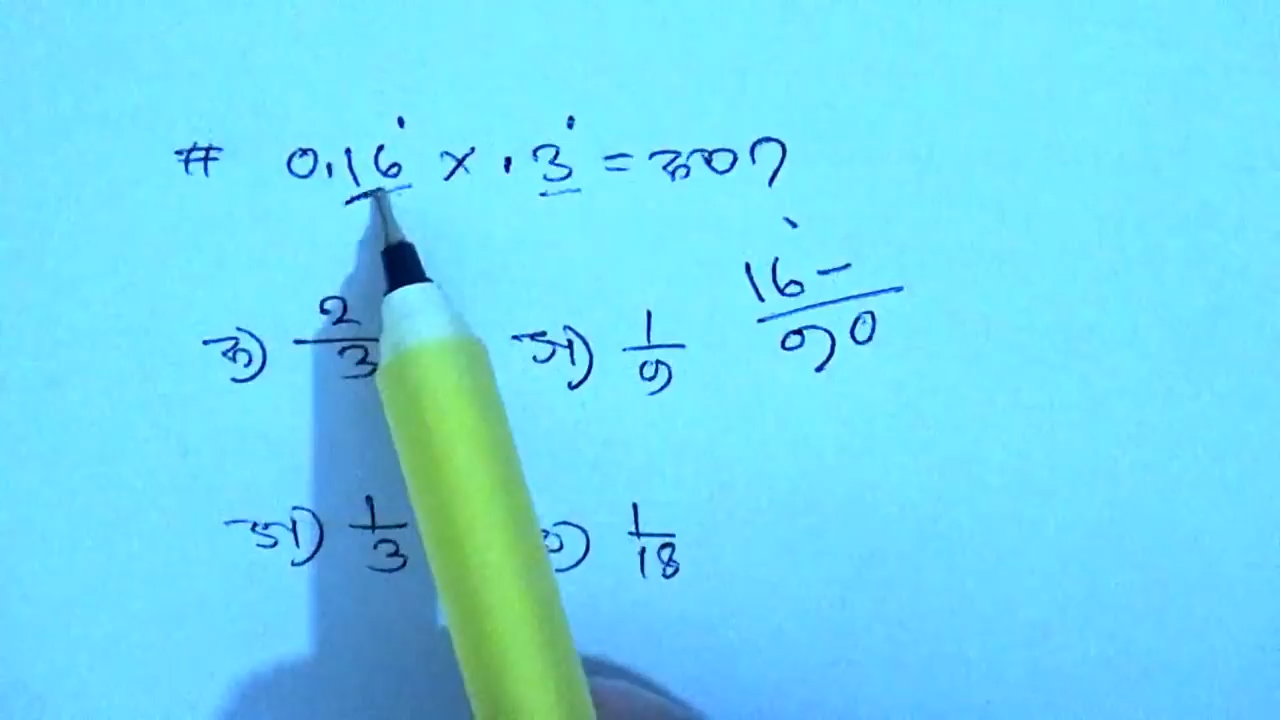 # 0.16̇ × .3̇ = কত?
ক) 2/3 খ) 1/9
গ) 1/3 ঘ) 1/18
16 − / 90